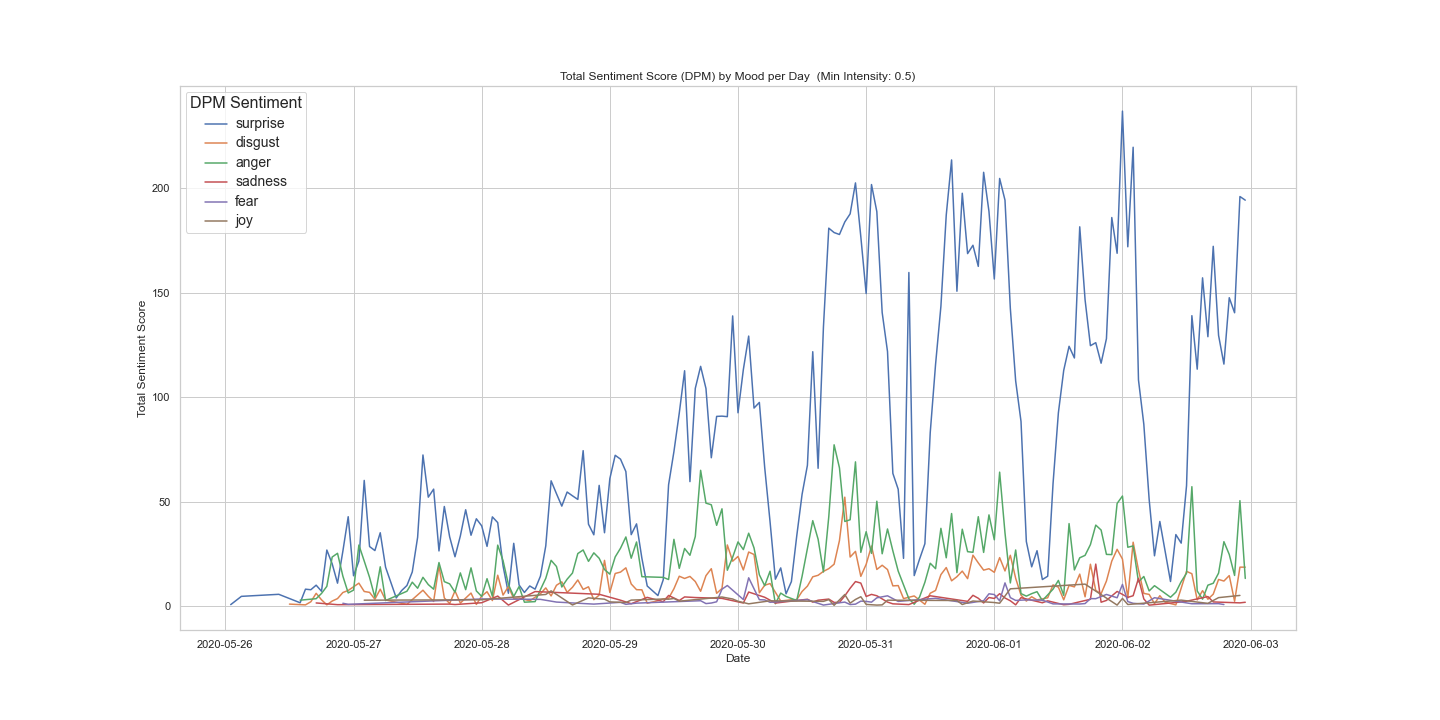 Total Sentiment Score (DPM) by Mood per Day  (Min Intensity: 0.5)
DPM Sentiment
surprise
disgust
anger
sadness
fear
joy
Total Sentiment Score
200
150
100
50
0
2020-05-26 2020-05-27 2020-05-28 2020-05-29 2020-05-30 2020-05-31 2020-06-01 2020-06-02 2020-06-03
Date